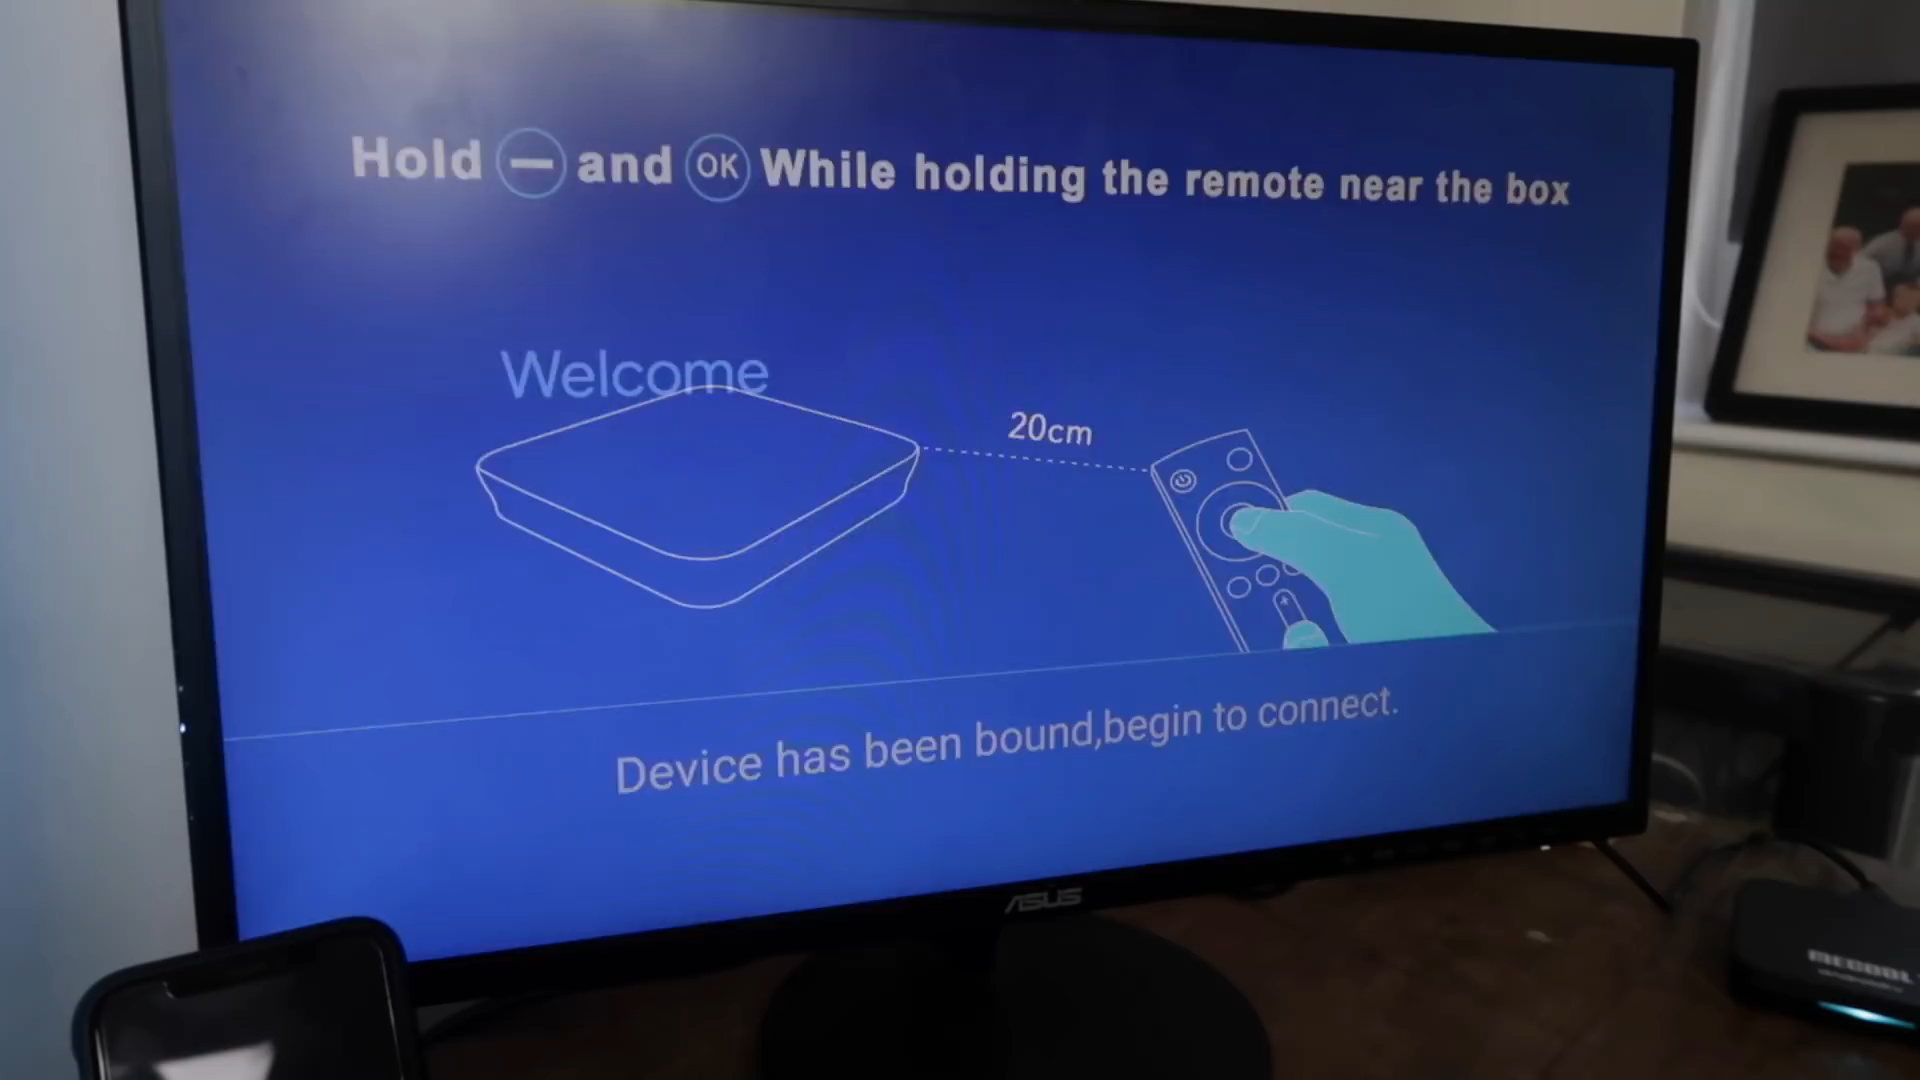 Hold — and OK While holding the remote near the box
Welcome
20cm
+
Device has been bound,begin to connect.
ASUS
MECOOL